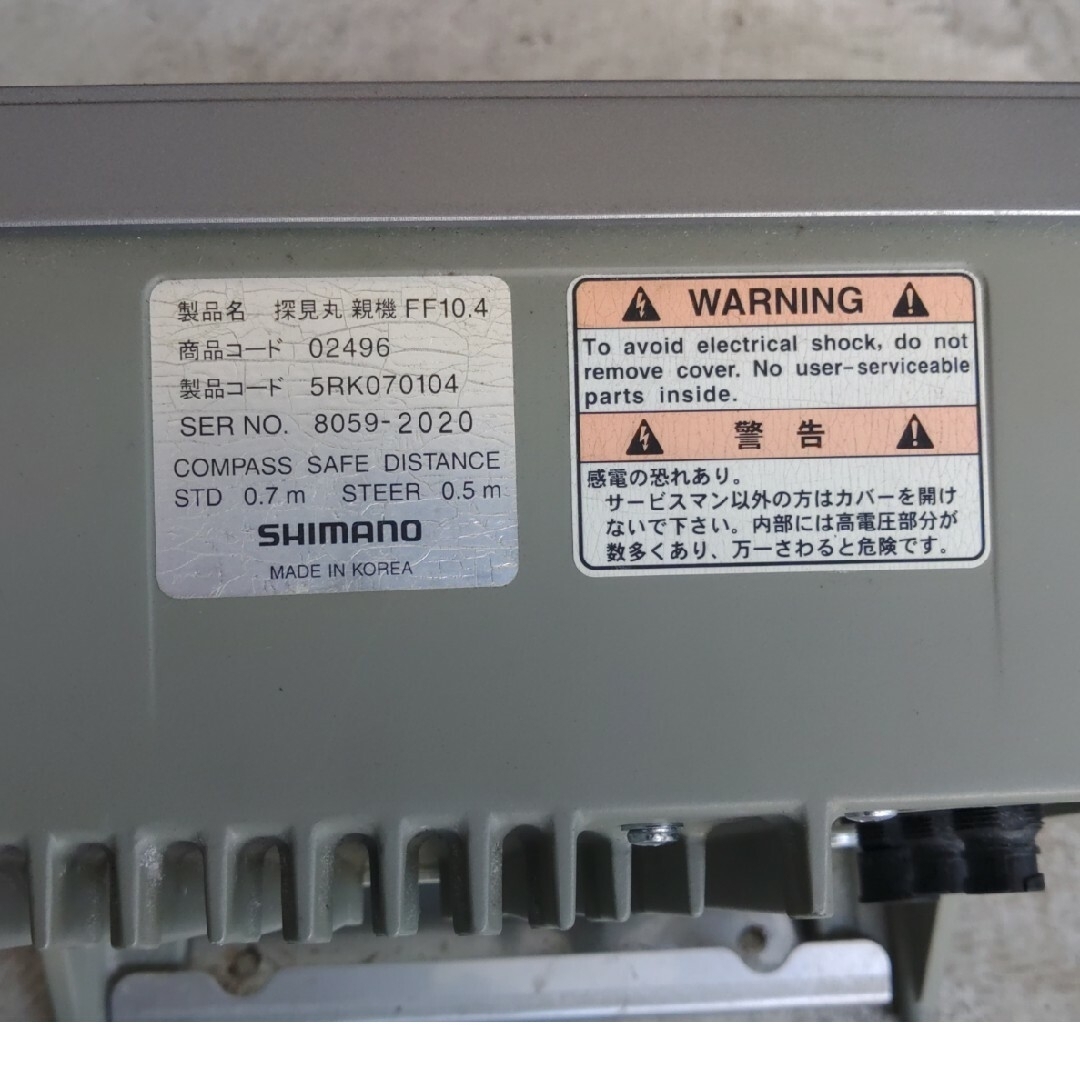 製品名 探見丸 親機 FF10.4
商品コード 02496
製品コード 5RK070104
SER NO. 8059-2020
COMPASS SAFE DISTANCE
STD 0.7 m STEER 0.5 m
SHIMANO
MADE IN KOREA
WARNING
To avoid electrical shock, do not
remove cover. No user-serviceable
parts inside.
警告
感電の恐れあり。
サービスマン以外の方はカバーを開け
ないで下さい。内部には高電圧部分が
数多くあり、万一さわると危険です。